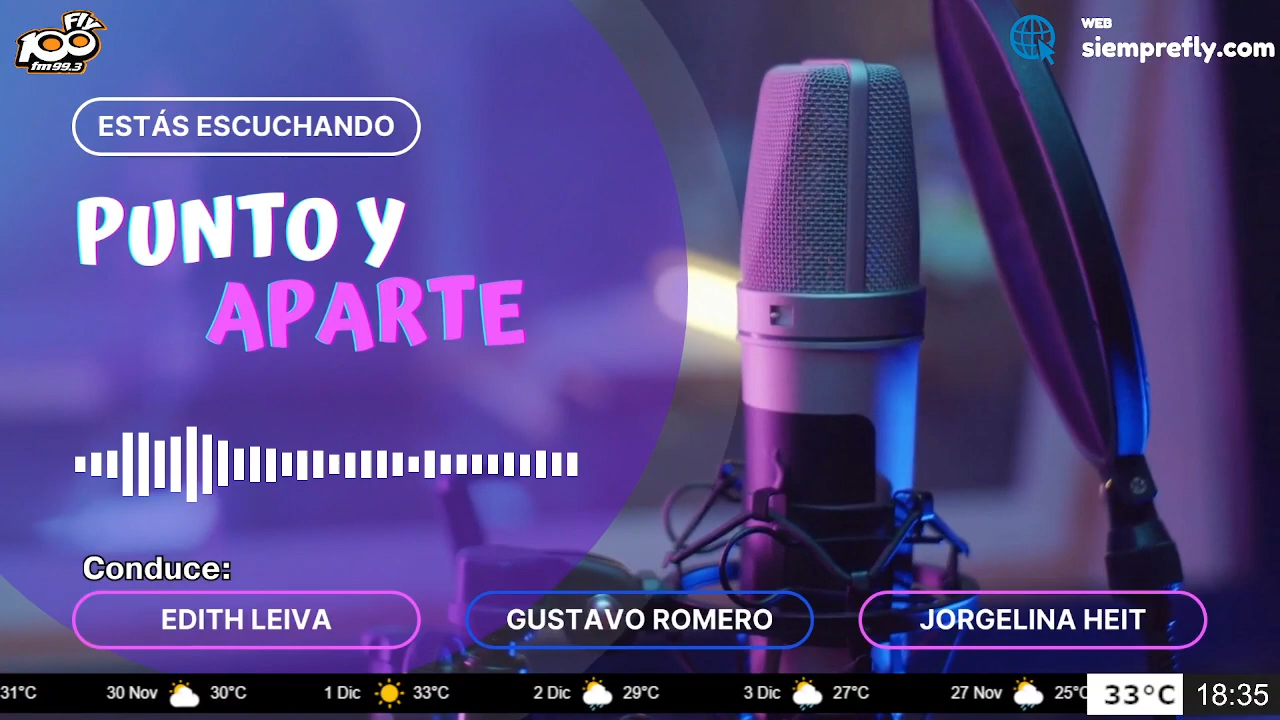 FLY
100
fm 99.3
WEB
siemprefly.com
ESTÁS ESCUCHANDO
PUNTO Y
APARTE
Conduce:
EDITH LEIVA
GUSTAVO ROMERO
JORGELINA HEIT
31°C 30 Nov 30°C 1 Dic 33°C 2 Dic 29°C 3 Dic 27°C 27 Nov 25°C 33°C 18:35